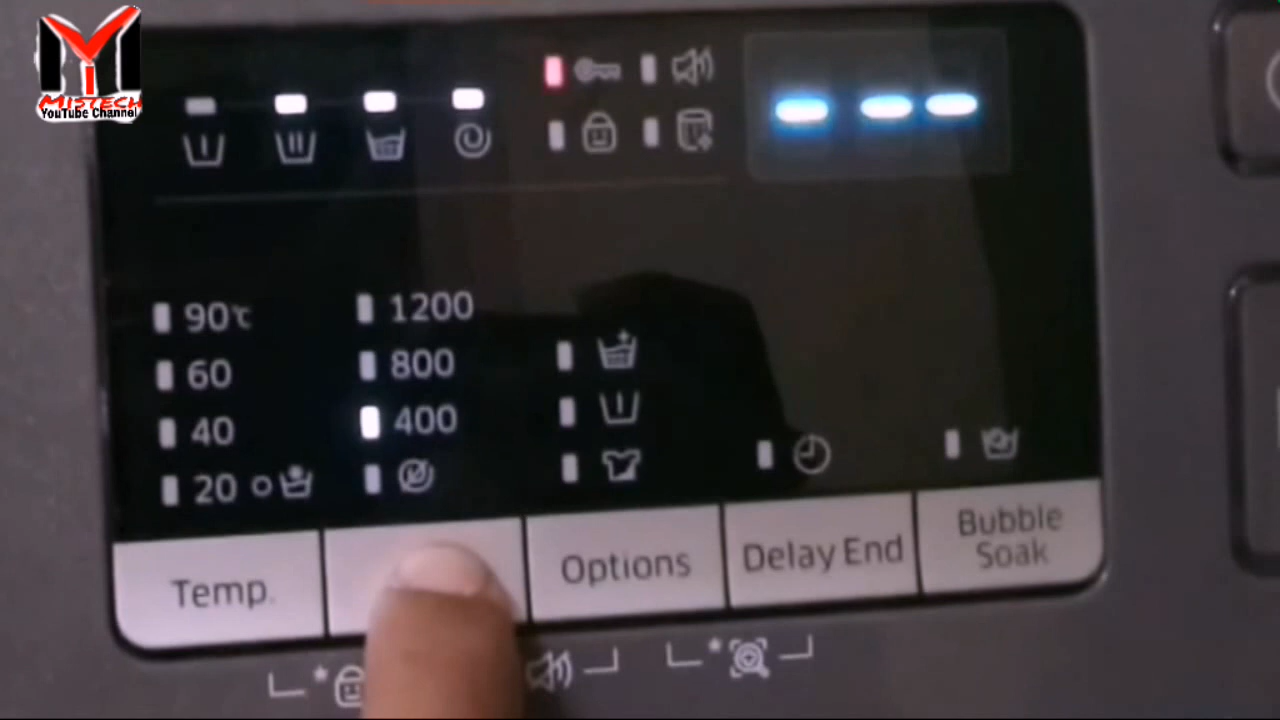 MISTECH
YouTube Channel
90℃
60
40
20
1200
800
400
Temp.
Options
Delay End
Bubble
Soak